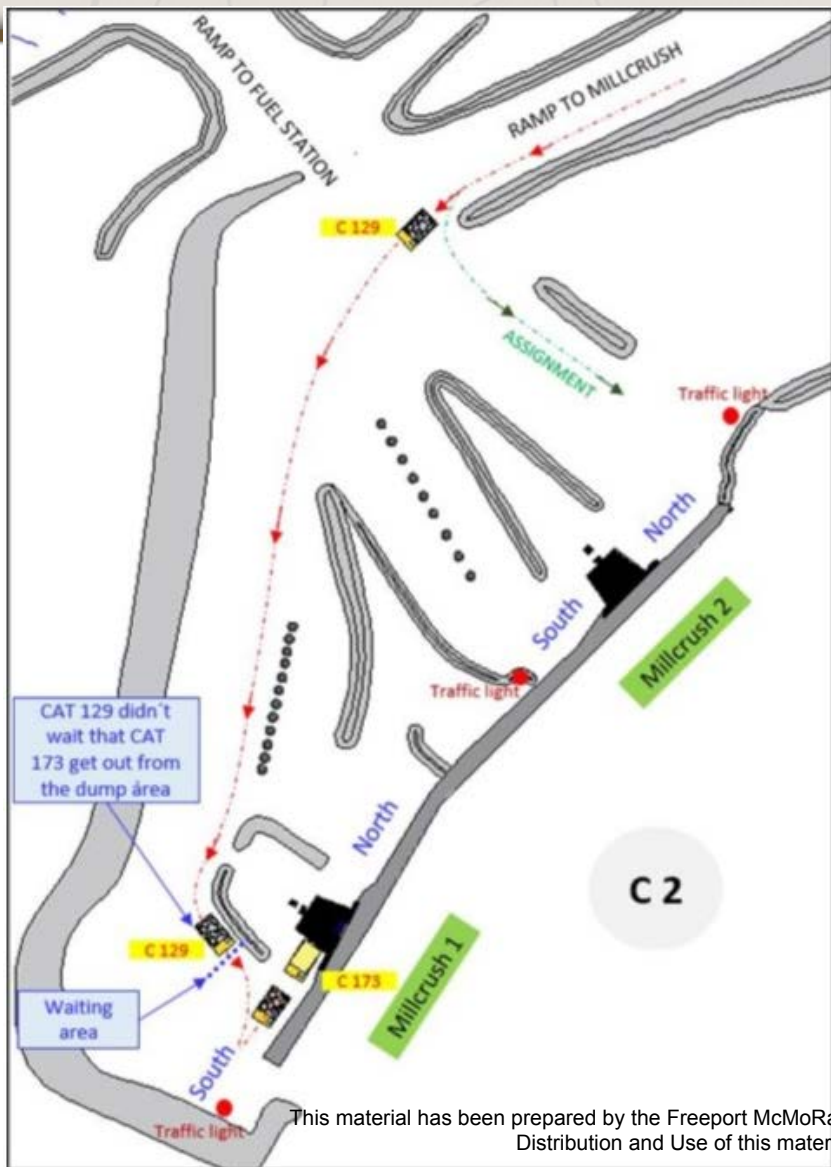 RAMP TO FUEL STATION
RAMP TO MILLCRUSH
C 129
ASSIGNMENT
Traffic light
North
South
Millcrush 2
Traffic light
CAT 129 didn´t
wait that CAT
173 get out from
the dump área
North
C 2
C 129
C 173
Millcrush 1
Waiting
area
South
Traffic light
This material has been prepared by the Freeport
Distribution and Use of this